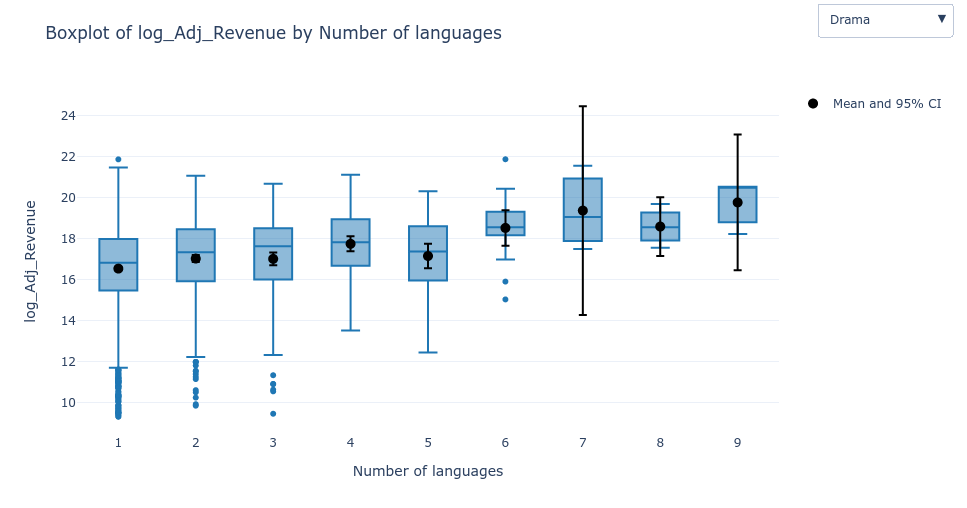 Boxplot of log_Adj_Revenue by Number of languages
Drama
Mean and 95% CI
log_Adj_Revenue
24
22
20
18
16
14
12
10
1 2 3 4 5 6 7 8 9
Number of languages